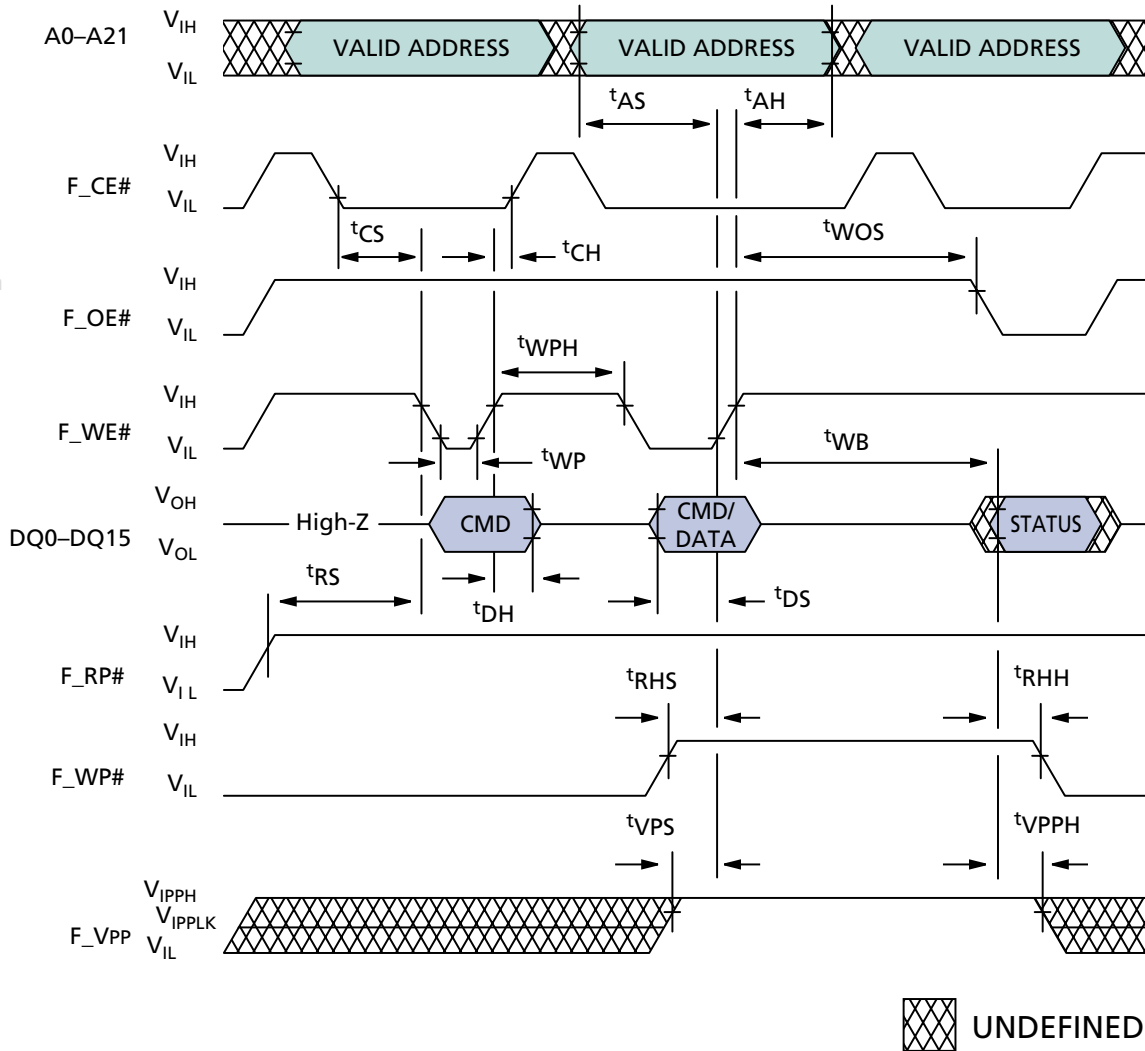 A0–A21
VIH
VIL
VALID ADDRESS
VALID ADDRESS
VALID ADDRESS
tAS
tAH
F_CE#
VIH
VIL
tCS
tCH
tWOS
F_OE#
VIH
VIL
tWPH
F_WE#
VIH
VIL
tWP
tWB
DQ0–DQ15
VOH
VOL
High-Z
CMD
CMD/
DATA
STATUS
tRS
tDH
tDS
F_RP#
VIH
VI L
tRHS
tRHH
F_WP#
VIH
VIL
tVPS
tVPPH
F_VPP
VIPPH
VIPPLK
VIL
UNDEFINED